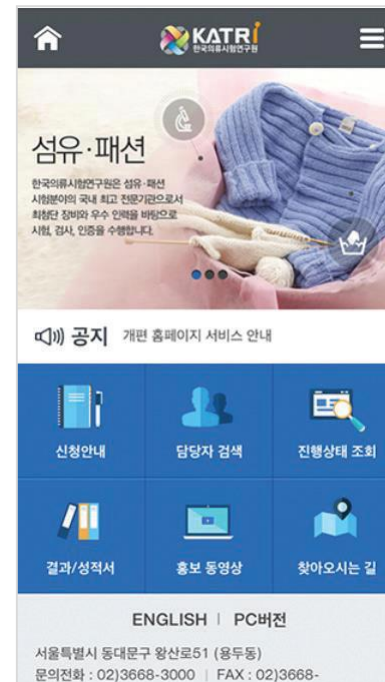 KATRi
한국의류시험연구원
섬유·패션
한국의류시험연구원은 섬유·패션
시험분야의 국내 최고 전문기관으로서
최첨단 장비와 우수 인력을 바탕으로
시험, 검사, 인증을 수행합니다.
공지 개편 홈페이지 서비스 안내
신청안내 담당자 검색 진행상태 조회
결과/성적서 홍보 동영상 찾아오시는 길
ENGLISH | PC버전
서울특별시 동대문구 왕산로51 (용두동)
문의전화 : 02)3668-3000 | FAX : 02)3668-